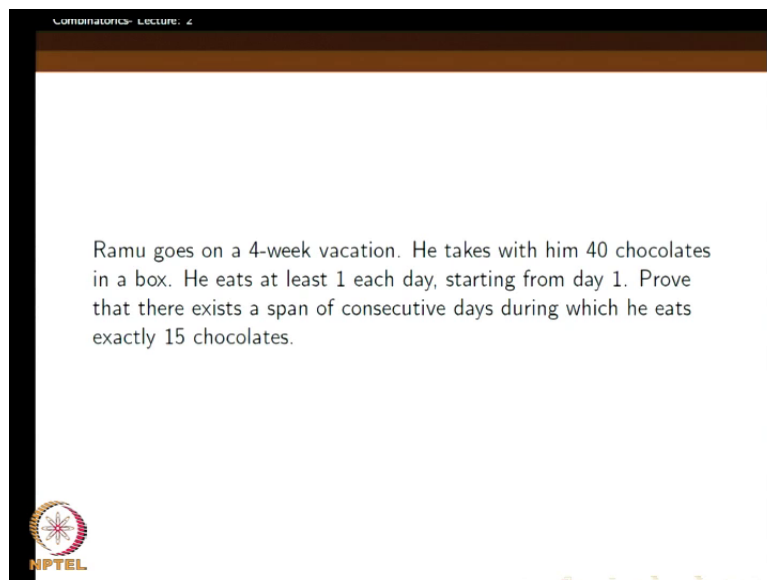 Combinatorics- Lecture: 2
Ramu goes on a 4-week vacation. He takes with him 40 chocolates
in a box. He eats at least 1 each day, starting from day 1. Prove
that there exists a span of consecutive days during which he eats
exactly 15 chocolates.
NPTEL